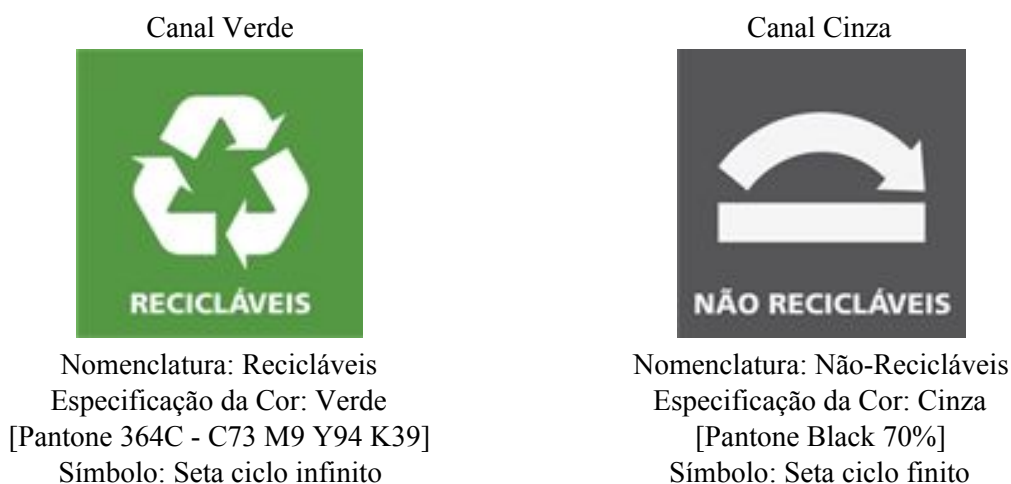 Canal Verde
RECICLÁVEIS
Nomenclatura: Recicláveis
Especificação da Cor: Verde
[Pantone 364C - C73 M9 Y94 K39]
Símbolo: Seta ciclo infinito
Canal Cinza
NÃO RECICLÁVEIS
Nomenclatura: Não-Recicláveis
Especificação da Cor: Cinza
[Pantone Black 70%]
Símbolo: Seta ciclo finito